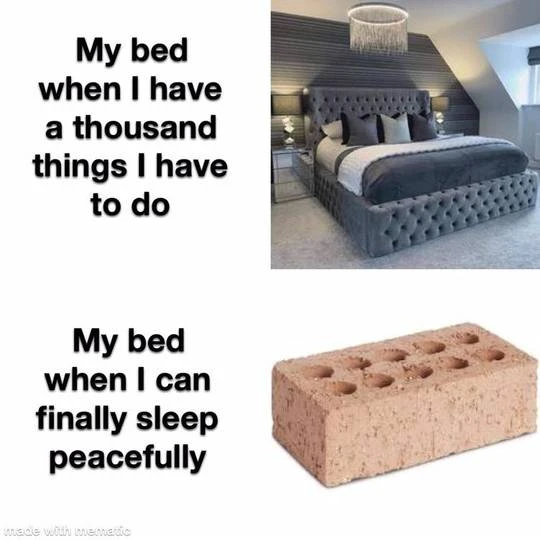 My bed
when I have
a thousand
things I have
to do
My bed
when I can
finally sleep
peacefully
made with mematic